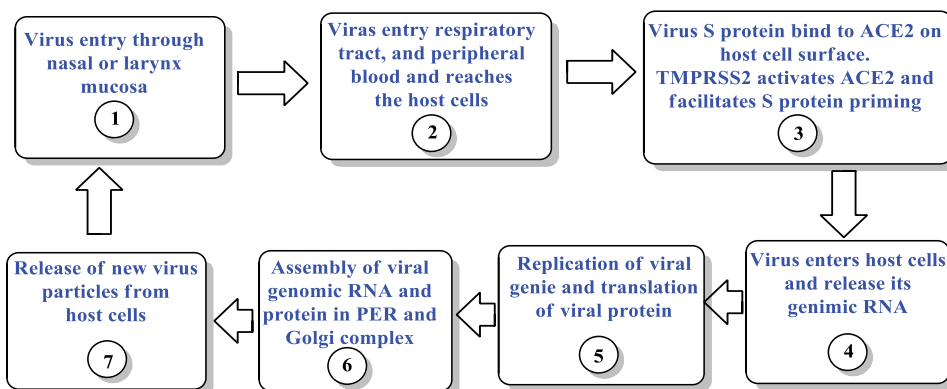 Virus entry through
nasal or larynx
mucosa
1
Viras entry respiratory
tract, and peripheral
blood and reaches
the host cells
2
Virus S protein bind to ACE2 on
host cell surface.
TMPRSS2 activates ACE2 and
facilitates S protein priming
3
Virus enters host cells
and release its
genimic RNA
4
Replication of viral
genie and translation
of viral protein
5
Assembly of viral
genomic RNA and
protein in PER and
Golgi complex
6
Release of new virus
particles from
host cells
7